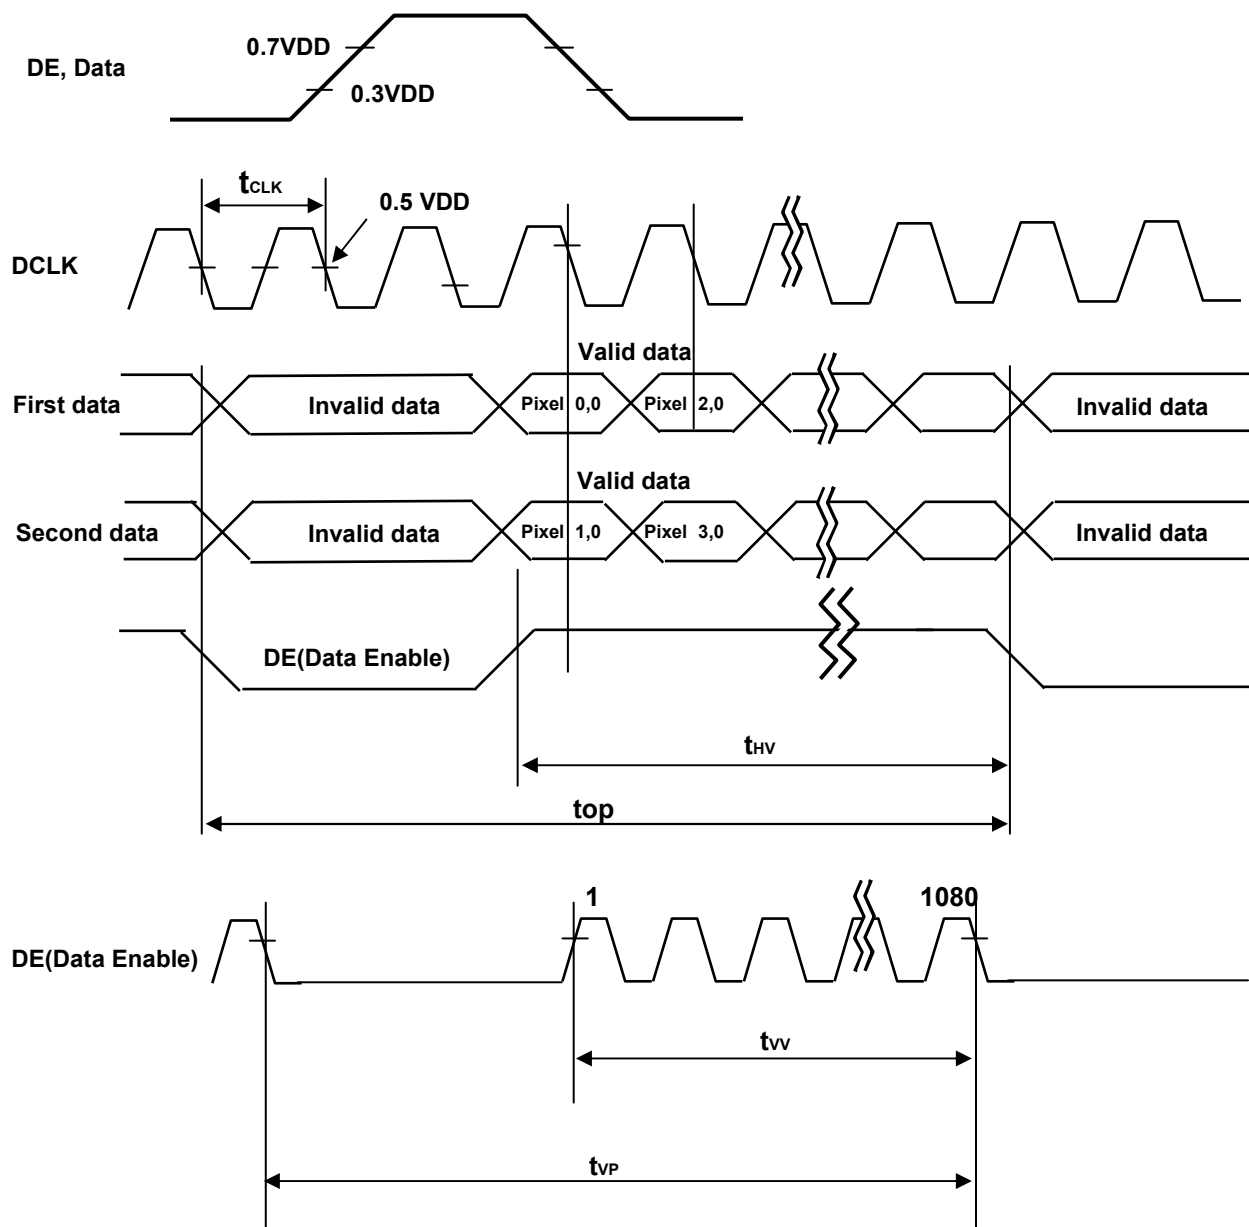 0.7VDD
DE, Data
0.3VDD
tCLK
0.5 VDD
DCLK
Valid data
First data
Invalid data
Pixel 0,0
Pixel 2,0
Invalid data
Valid data
Second data
Invalid data
Pixel 1,0
Pixel 3,0
Invalid data
DE(Data Enable)
tHV
top
1
1080
DE(Data Enable)
tVV
tVP